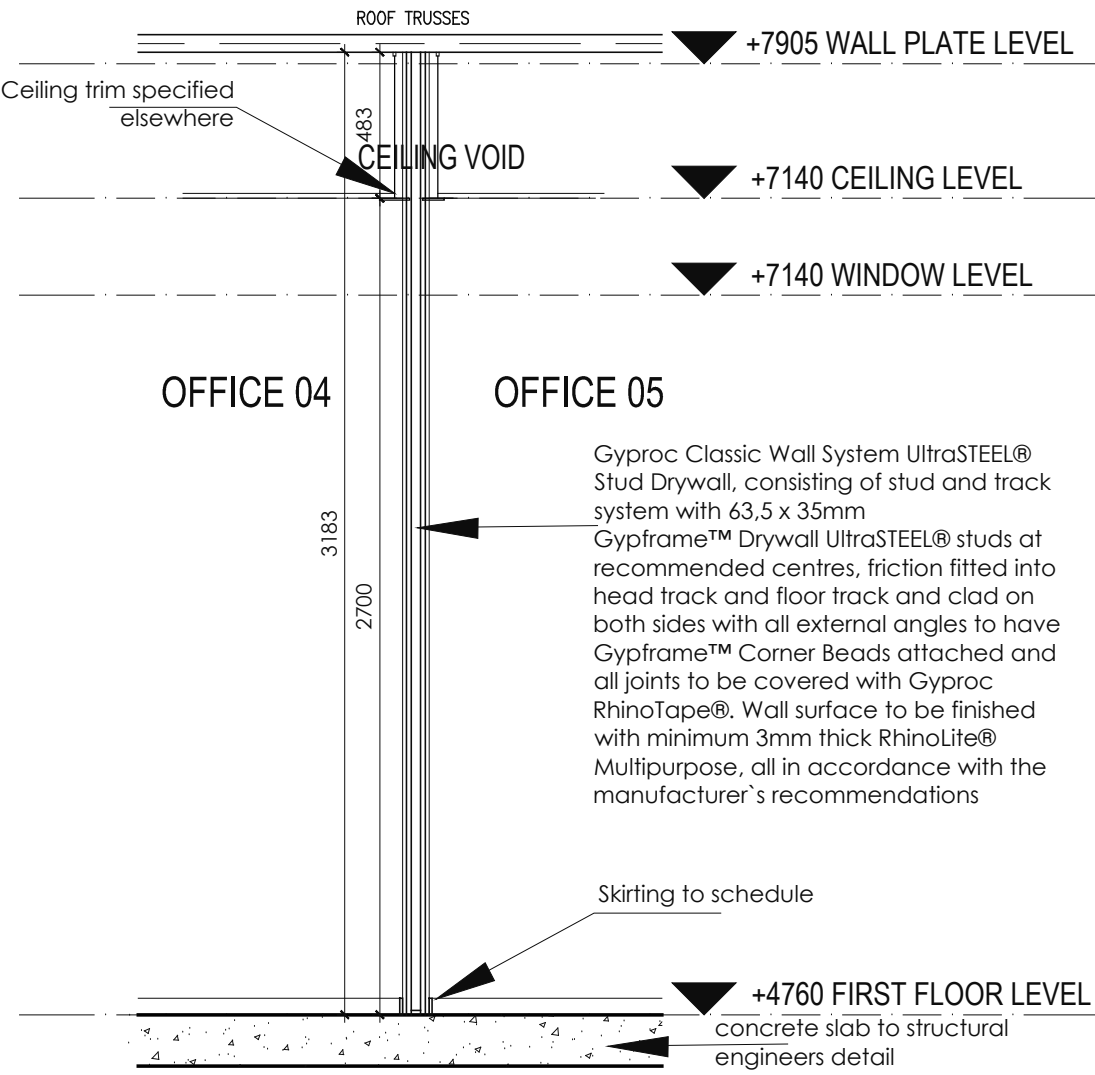 ROOF TRUSSES
+7905 WALL PLATE LEVEL
Ceiling trim specified
elsewhere
483
CEILING VOID
+7140 CEILING LEVEL
+7140 WINDOW LEVEL
OFFICE 04
OFFICE 05
Gyproc Classic Wall System UltraSTEEL®
Stud Drywall, consisting of stud and track
system with 63,5 x 35mm
Gypframe™ Drywall UltraSTEEL® studs at
recommended centres, friction fitted into
head track and floor track and clad on
both sides with all external angles to have
Gypframe™ Corner Beads attached and
all joints to be covered with Gyproc
RhinoTape®. Wall surface to be finished
with minimum 3mm thick RhinoLite®
Multipurpose, all in accordance with the
manufacturer`s recommendations
3183
2700
Skirting to schedule
+4760 FIRST FLOOR LEVEL
concrete slab to structural
engineers detail